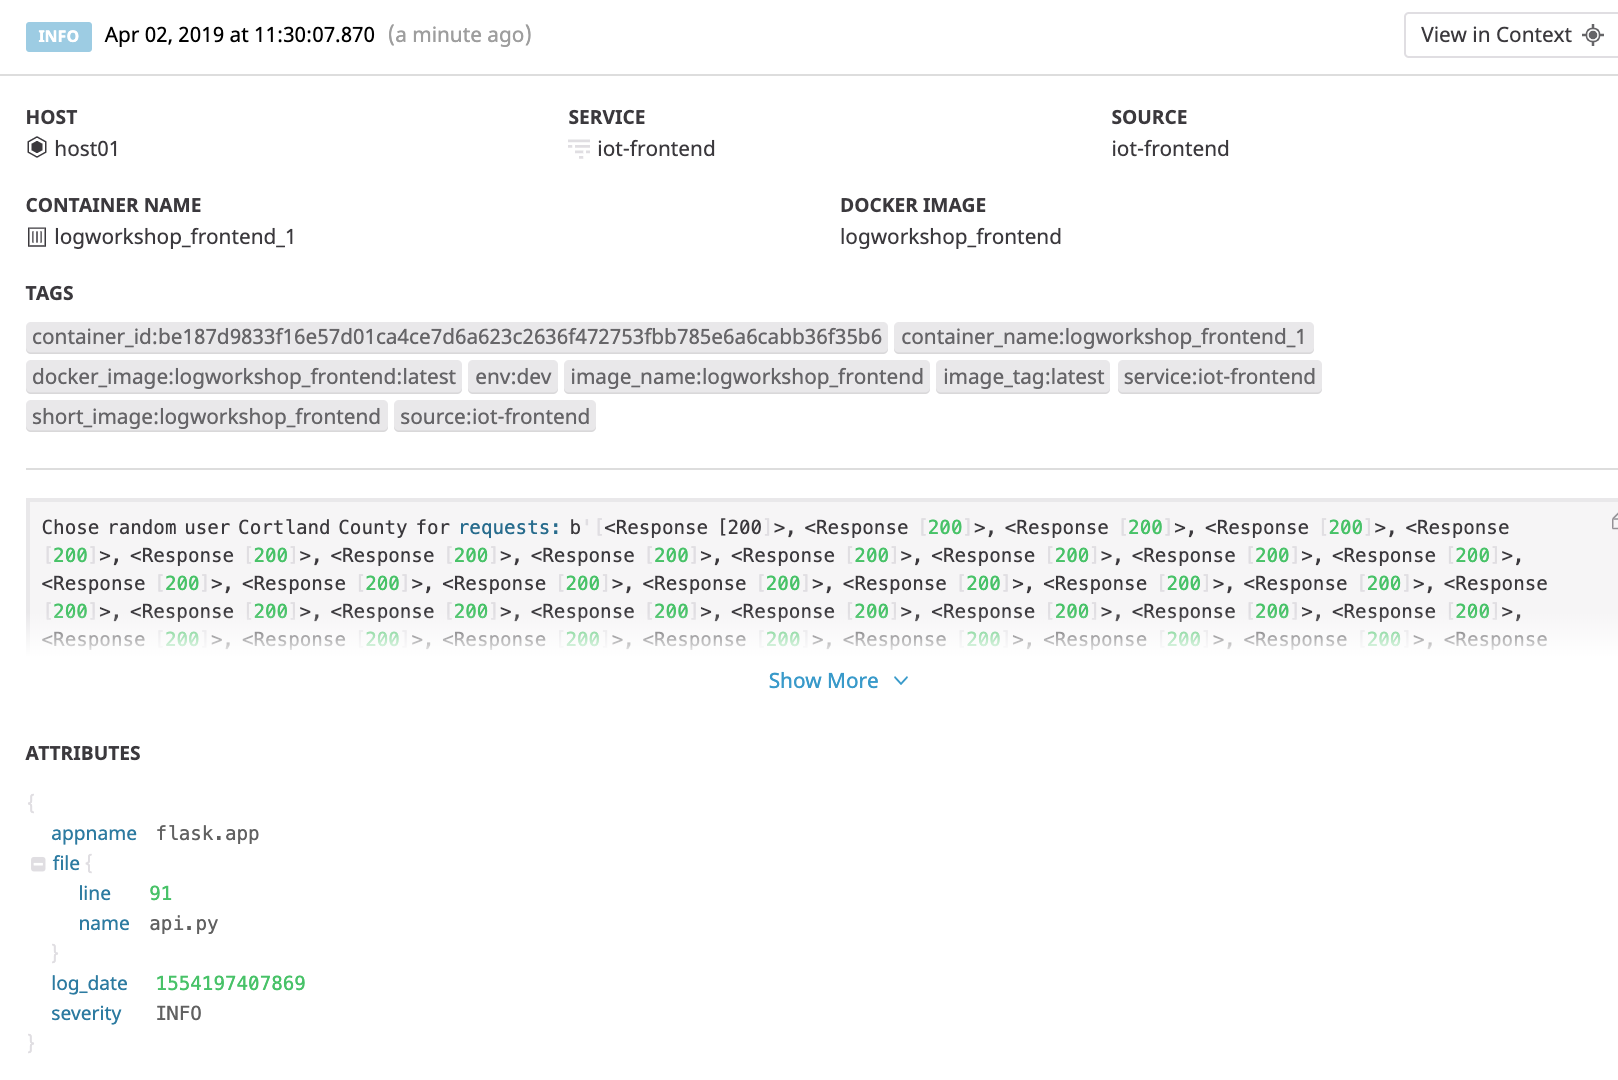 INFO Apr 02, 2019 at 11:30:07.870 (a minute ago) View in Context
HOST SERVICE SOURCE
host01 iot-frontend iot-frontend
CONTAINER NAME DOCKER IMAGE
logworkshop_frontend_1 logworkshop_frontend
TAGS
container_id:be187d9833f16e57d01ca4ce7d6a623c2636f472753fbb785e6a6cabb36f35b6 container_name:logworkshop_frontend_1
docker_image:logworkshop_frontend:latest env:dev image_name:logworkshop_frontend image_tag:latest service:iot-frontend
short_image:logworkshop_frontend source:iot-frontend
Chose random user Cortland County for requests: b'[<Response [200]>, <Response [200]>, <Response [200]>, <Response [200]>, <Response
[200]>, <Response [200]>, <Response [200]>, <Response [200]>, <Response [200]>, <Response [200]>, <Response [200]>, <Response [200]>,
<Response [200]>, <Response [200]>, <Response [200]>, <Response [200]>, <Response [200]>, <Response [200]>, <Response [200]>, <Response
[200]>, <Response [200]>, <Response [200]>, <Response [200]>, <Response [200]>, <Response [200]>, <Response [200]>, <Response [200]>,
<Response [200]>, <Response [200]>, <Response [200]>, <Response [200]>, <Response [200]>, <Response [200]>, <Response [200]>, <Response
Show More
ATTRIBUTES
{
appname flask.app
file {
line 91
name api.py
}
log_date 1554197407869
severity INFO
}